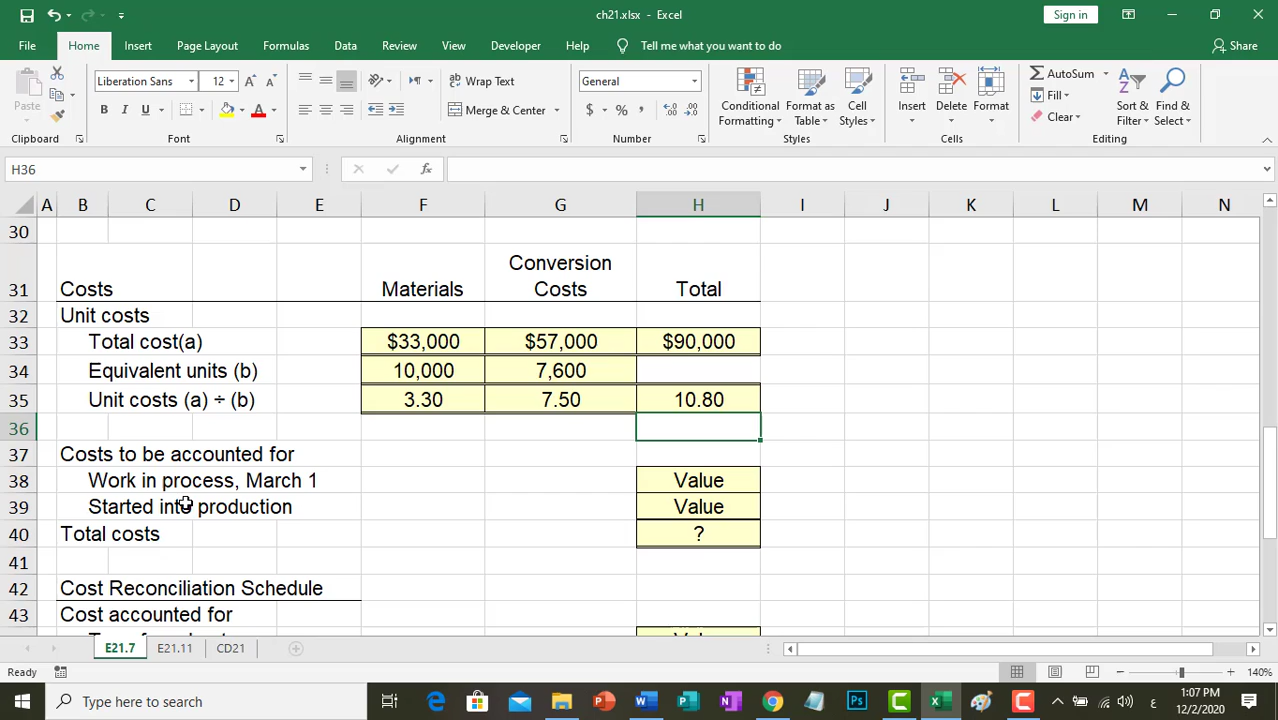 ch21.xlsx - Excel
Sign in
File Home Insert Page Layout Formulas Data Review View Developer Help Tell me what you want to do Share
Paste
Liberation Sans 12
Wrap Text
General
AutoSum
Fill
Clear
B I U
Merge & Center
$ % ,
Conditional Formatting
Format as Table
Cell Styles
Insert Delete Format
Sort & Filter
Find & Select
Clipboard Font Alignment Number Styles Cells Editing
H36 fx
A B C D E F G H I J K L M N
30
31 Costs Materials Conversion Costs Total
32 Unit costs
33 Total cost(a) $33,000 $57,000 $90,000
34 Equivalent units (b) 10,000 7,600
35 Unit costs (a) ÷ (b) 3.30 7.50 10.80
36
37 Costs to be accounted for
38 Work in process, March 1 Value
39 Started into production Value
40 Total costs ?
41
42 Cost Reconciliation Schedule
43 Cost accounted for
E21.7 E21.11 CD21
Ready 140%
Type here to search
ع 1:07 PM
12/2/2020